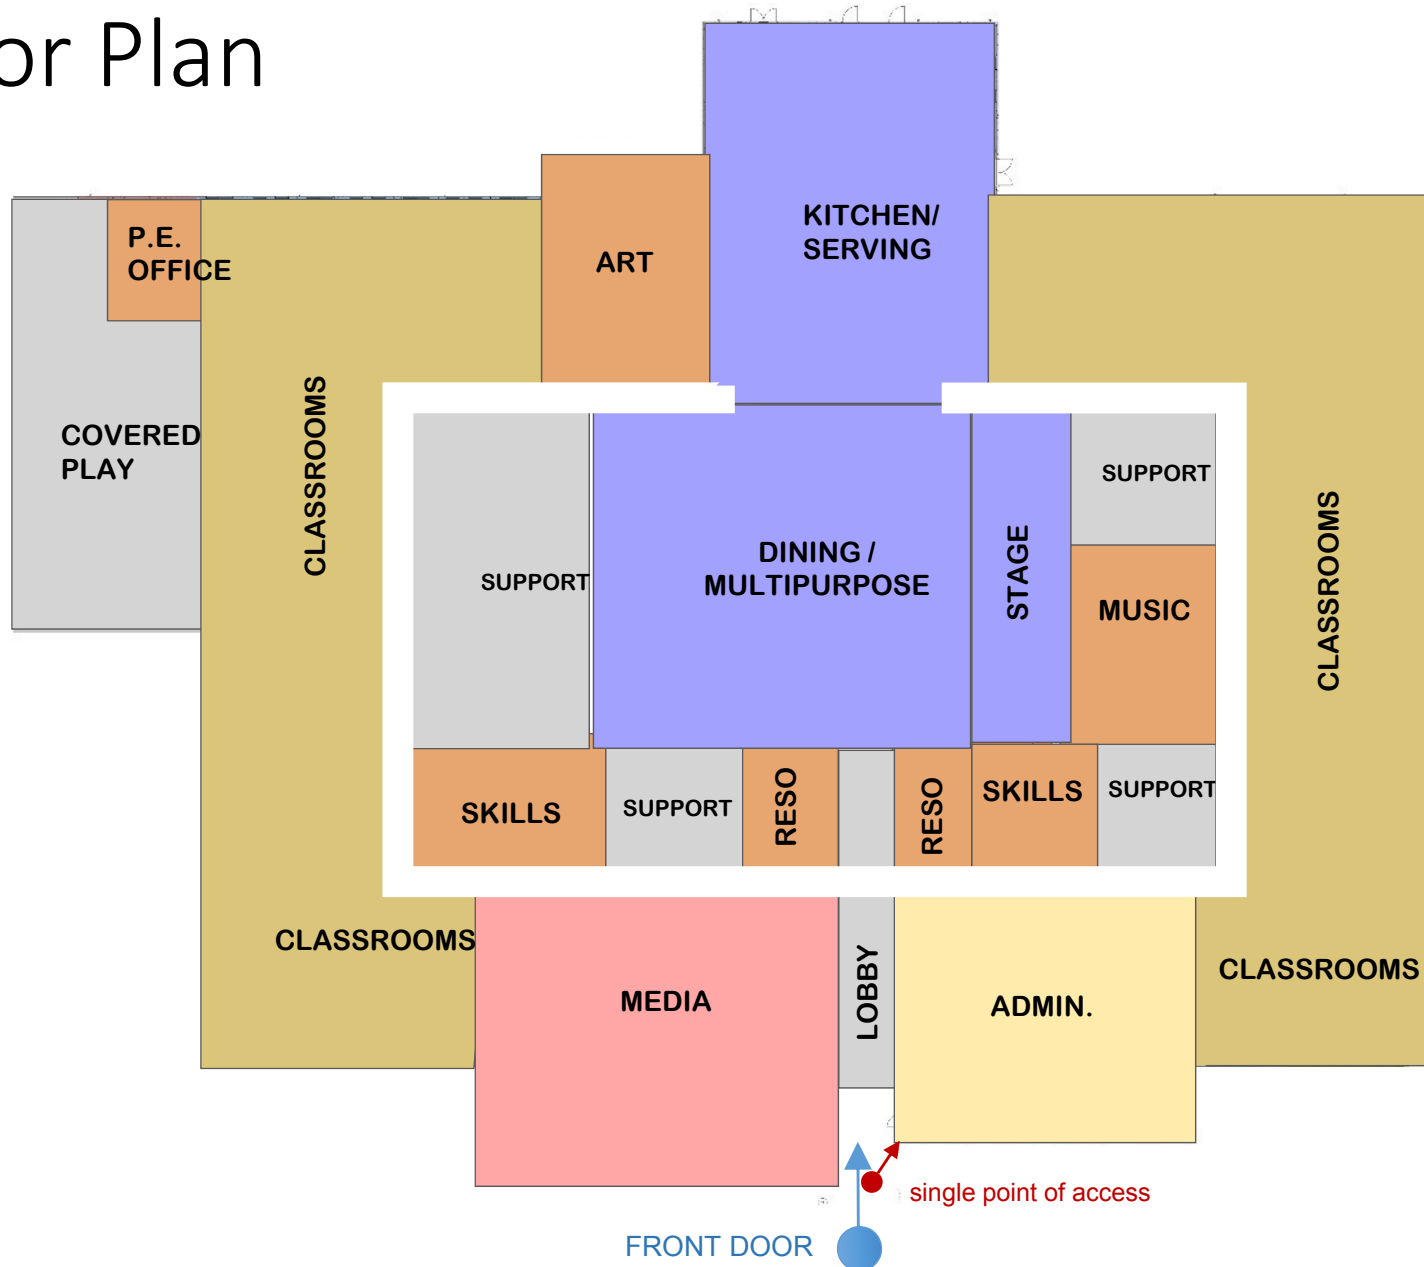 or Plan
P.E.
OFFICE
ART
KITCHEN/
SERVING
CLASSROOMS
COVERED
PLAY
SUPPORT
DINING /
MULTIPURPOSE
STAGE
SUPPORT
MUSIC
CLASSROOMS
SKILLS
SUPPORT
RESO
RESO
SKILLS
SUPPORT
CLASSROOMS
MEDIA
LOBBY
ADMIN.
CLASSROOMS
single point of access
FRONT DOOR